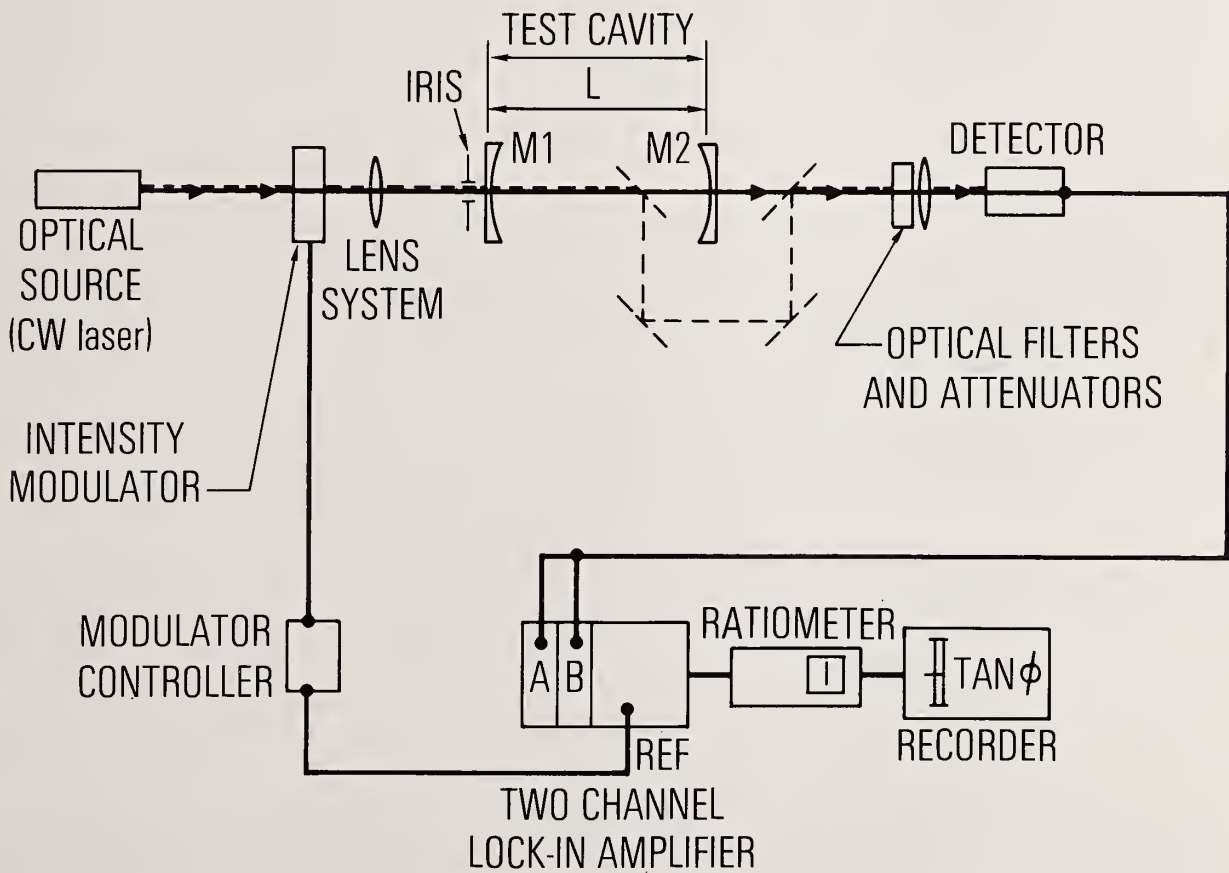 TEST CAVITY
L
IRIS
M1
M2
DETECTOR
OPTICAL
SOURCE
(CW laser)
LENS
SYSTEM
OPTICAL FILTERS
AND ATTENUATORS
INTENSITY
MODULATOR
MODULATOR
CONTROLLER
A
B
REF
TWO CHANNEL
LOCK-IN AMPLIFIER
RATIOMETER
I
TAN ϕ
RECORDER